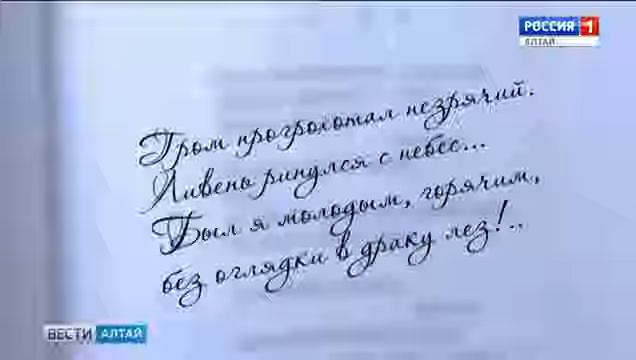 РОССИЯ 1
АЛТАЙ
Гром прогрохотал незрячий.
Ливень ринулся с небес...
Был я молодым, горячим,
без оглядки в драку лез!..
ВЕСТИ АЛТАЙ